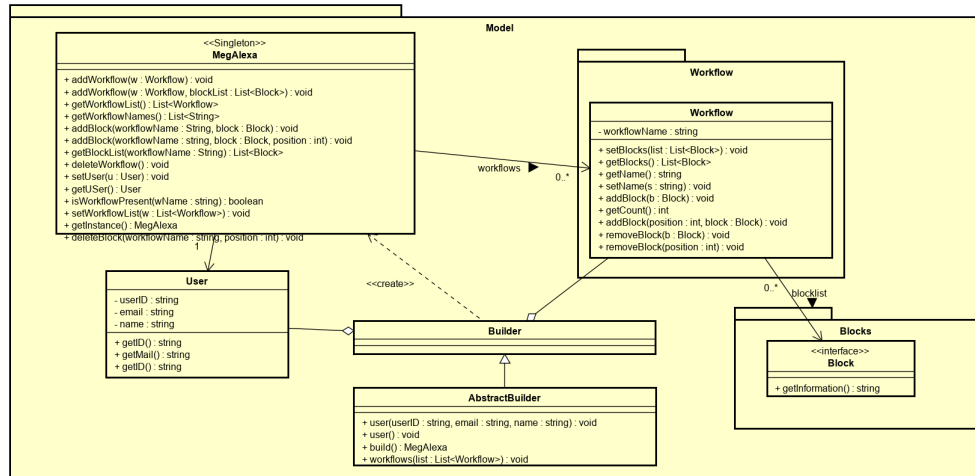 Model
<<Singleton>>
MegAlexa
+ addWorkflow(w : Workflow) : void
+ addWorkflow(w : Workflow, blockList : List<Block>) : void
+ getWorkflowList() : List<Workflow>
+ getWorkflowNames() : List<String>
+ addBlock(workflowName : String, block : Block) : void
+ addBlock(workflowName : string, block : Block, position : int) : void
+ getBlockList(workflowName : String) : List<Block>
+ deleteWorkflow() : void
+ setUser(u : User) : void
+ getUSer() : User
+ isWorkflowPresent(wName : string) : boolean
+ setWorkflowList(w : List<Workflow>) : void
+ getInstance() : MegAlexa
+ deleteBlock(workflowName : string, position : int) : void
workflows
0..*
Workflow
Workflow
- workflowName : string
+ setBlocks(list : List<Block>) : void
+ getBlocks() : List<Block>
+ getName() : string
+ setName(s : string) : void
+ addBlock(b : Block) : void
+ getCount() : int
+ addBlock(position : int, block : Block) : void
+ removeBlock(b : Block) : void
+ removeBlock(position : int) : void
1
User
- userID : string
- email : string
- name : string
+ getID() : string
+ getMail() : string
+ getID() : string
<<create>>
Builder
0..*
blocklist
Blocks
<<interface>>
Block
+ getInformation() : string
AbstractBuilder
+ user(userID : string, email : string, name : string) : void
+ user() : void
+ build() : MegAlexa
+ workflows(list : List<Workflow>) : void